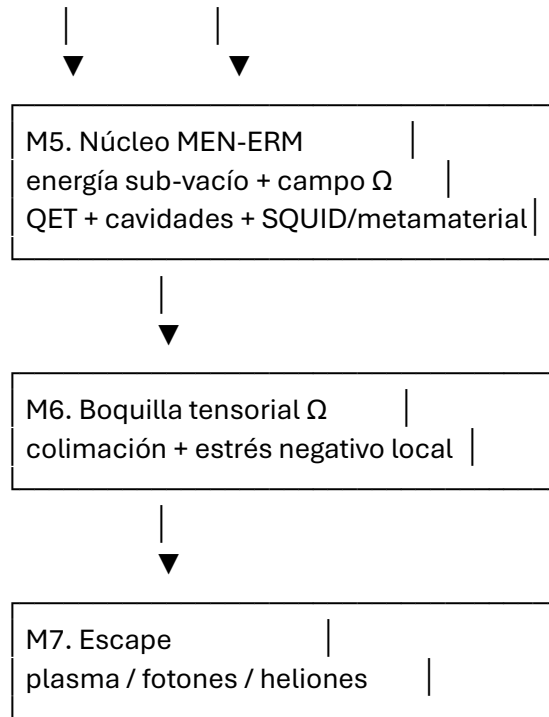 M5. Núcleo MEN-ERM
energía sub-vacío + campo Ω
QET + cavidades + SQUID/metamaterial
M6. Boquilla tensorial Ω
colimación + estrés negativo local
M7. Escape
plasma / fotones / heliones